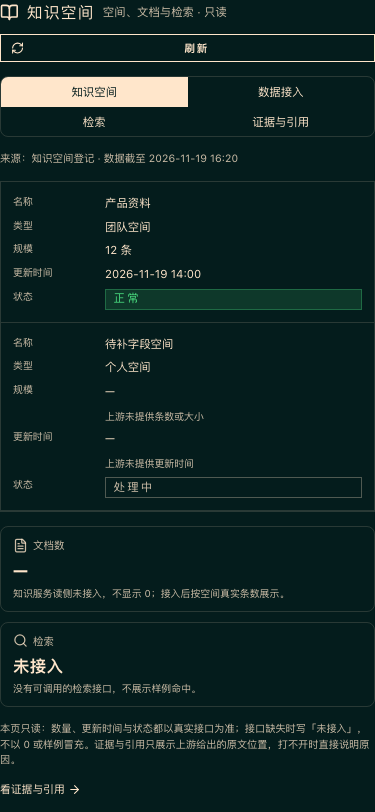 知识空间 空间、文档与检索 · 只读
刷新
知识空间 数据接入
检索 证据与引用
来源：知识空间登记 · 数据截至 2026-11-19 16:20
名称 产品资料
类型 团队空间
规模 12 条
更新时间 2026-11-19 14:00
状态 正常
名称 待补字段空间
类型 个人空间
规模 —
上游未提供条数或大小
更新时间 —
上游未提供更新时间
状态 处理中
文档数
—
知识服务读侧未接入，不显示 0；接入后按空间真实条数展示。
检索
未接入
没有可调用的检索接口，不展示样例命中。
本页只读：数量、更新时间与状态都以真实接口为准；接口缺失时写「未接入」，
不以 0 或样例冒充。证据与引用只展示上游给出的原文位置，打不开时直接说明原
因。
看证据与引用 →